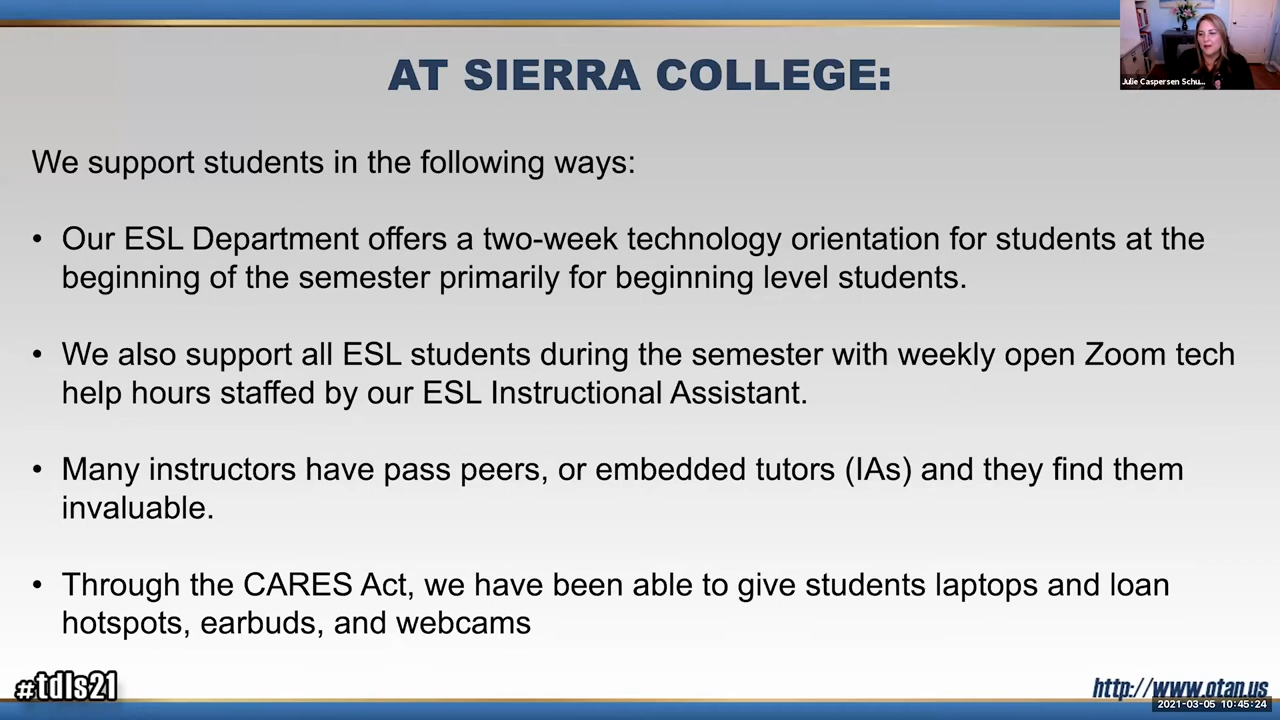 AT SIERRA COLLEGE:
Julie Caspersen Schu...
We support students in the following ways:
• Our ESL Department offers a two-week technology orientation for students at the
beginning of the semester primarily for beginning level students.
• We also support all ESL students during the semester with weekly open Zoom tech
help hours staffed by our ESL Instructional Assistant.
• Many instructors have pass peers, or embedded tutors (IAs) and they find them
invaluable.
• Through the CARES Act, we have been able to give students laptops and loan
hotspots, earbuds, and webcams
#tdls21
http://www.otan.us
2021-03-05 10:45:24